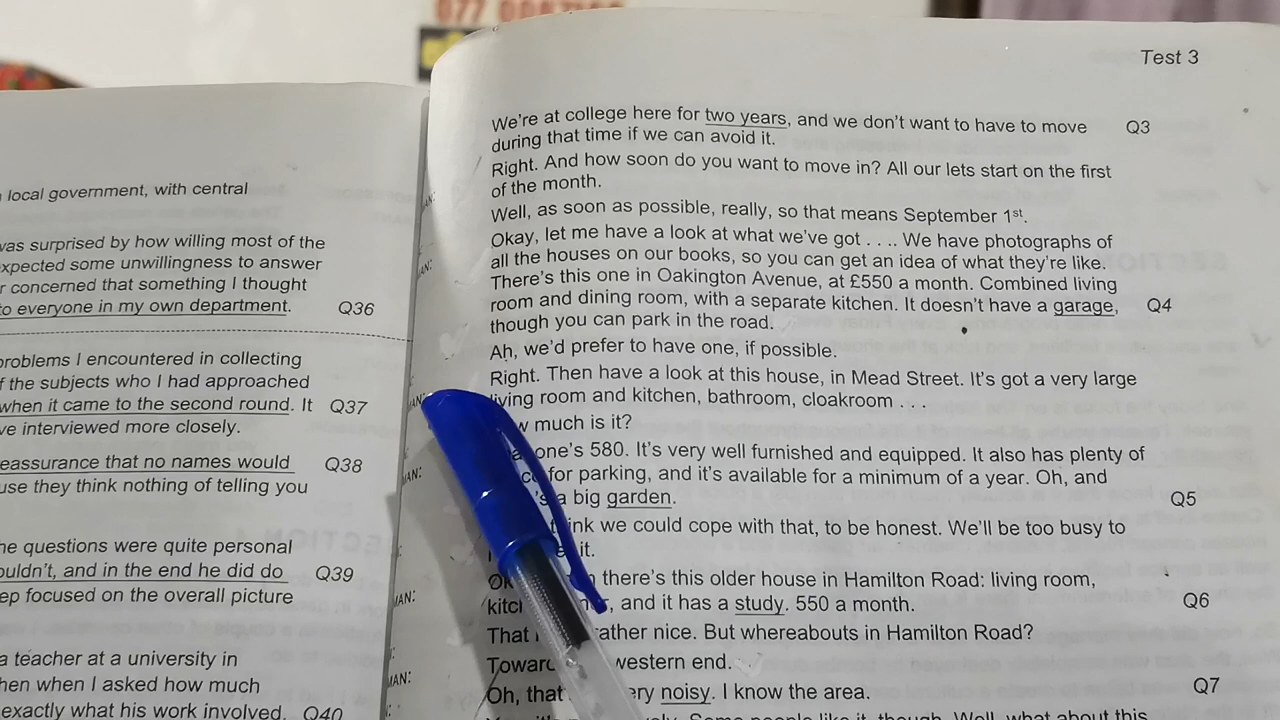 local government, with central
was surprised by how willing most of the
expected some unwillingness to answer
r concerned that something I thought
to everyone in my own department. Q36
problems I encountered in collecting
f the subjects who I had approached
when it came to the second round. It Q37
ve interviewed more closely.
eassurance that no names would Q38
use they think nothing of telling you
he questions were quite personal
ouldn't, and in the end he did do Q39
ep focused on the overall picture
a teacher at a university in
hen when I asked how much
exactly what his work involved. Q40
Test 3
We're at college here for two years, and we don't want to have to move Q3
during that time if we can avoid it.
Right. And how soon do you want to move in? All our lets start on the first
of the month.
Well, as soon as possible, really, so that means September 1st.
Okay, let me have a look at what we've got . . . . We have photographs of
all the houses on our books, so you can get an idea of what they're like.
There's this one in Oakington Avenue, at £550 a month. Combined living
room and dining room, with a separate kitchen. It doesn't have a garage, Q4
though you can park in the road.
Ah, we'd prefer to have one, if possible.
Right. Then have a look at this house, in Mead Street. It's got a very large
living room and kitchen, bathroom, cloakroom . . .
much is it?
one's 580. It's very well furnished and equipped. It also has plenty of
for parking, and it's available for a minimum of a year. Oh, and
a big garden. Q5
think we could cope with that, to be honest. We'll be too busy to
it.
there's this older house in Hamilton Road: living room,
, and it has a study. 550 a month. Q6
That rather nice. But whereabouts in Hamilton Road?
Towar western end.
Oh, that very noisy. I know the area. Q7
Some people like it, though. Well, what about this